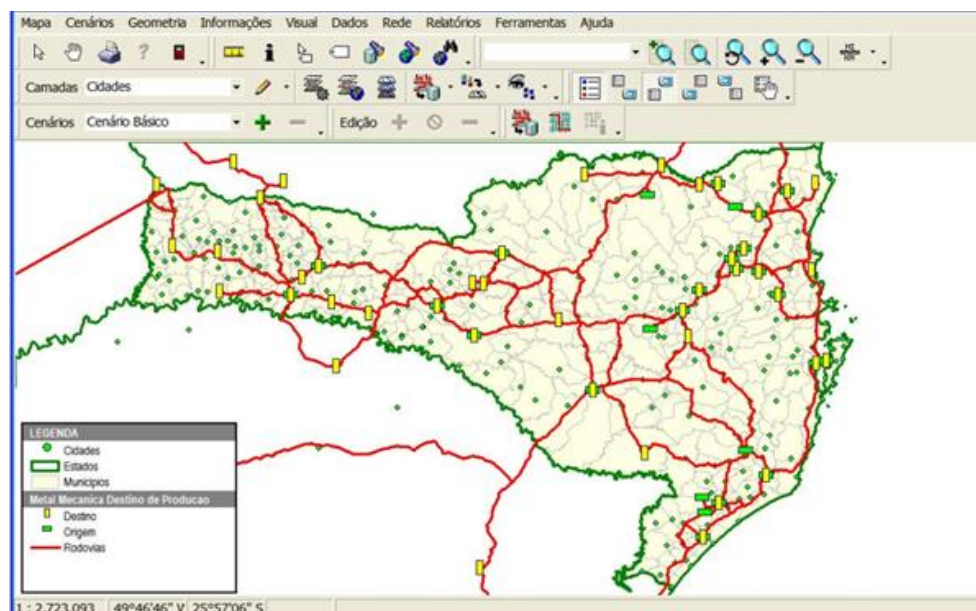 Mapa Cenários Geometria Informações Visual Dados Rede Relatórios Ferramentas Ajuda
Camadas Cidades
Cenários Cenário Básico Edição
LEGENDA
Cidades
Estados
Municípios
Metal Mecanica Destino de Producao
Destino
Origem
Rodovias
1 : 2.723.093 49°46'46" V 25°57'06" S